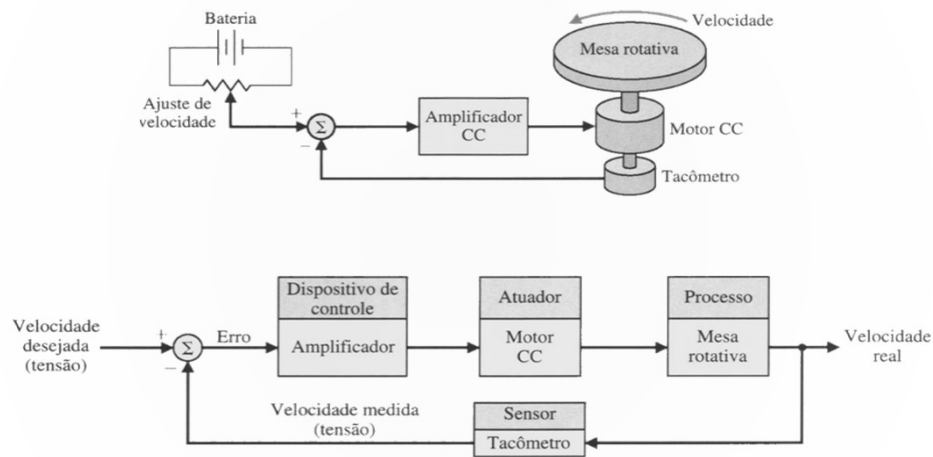 Bateria
Velocidade
Mesa rotativa
Ajuste de
velocidade
+
Σ
−
Amplificador
CC
Motor CC
Tacômetro
Dispositivo de
controle
Atuador
Processo
Velocidade
desejada
(tensão)
+
Σ
−
Erro
Amplificador
Motor
CC
Mesa
rotativa
Velocidade
real
Velocidade medida
(tensão)
Sensor
Tacômetro